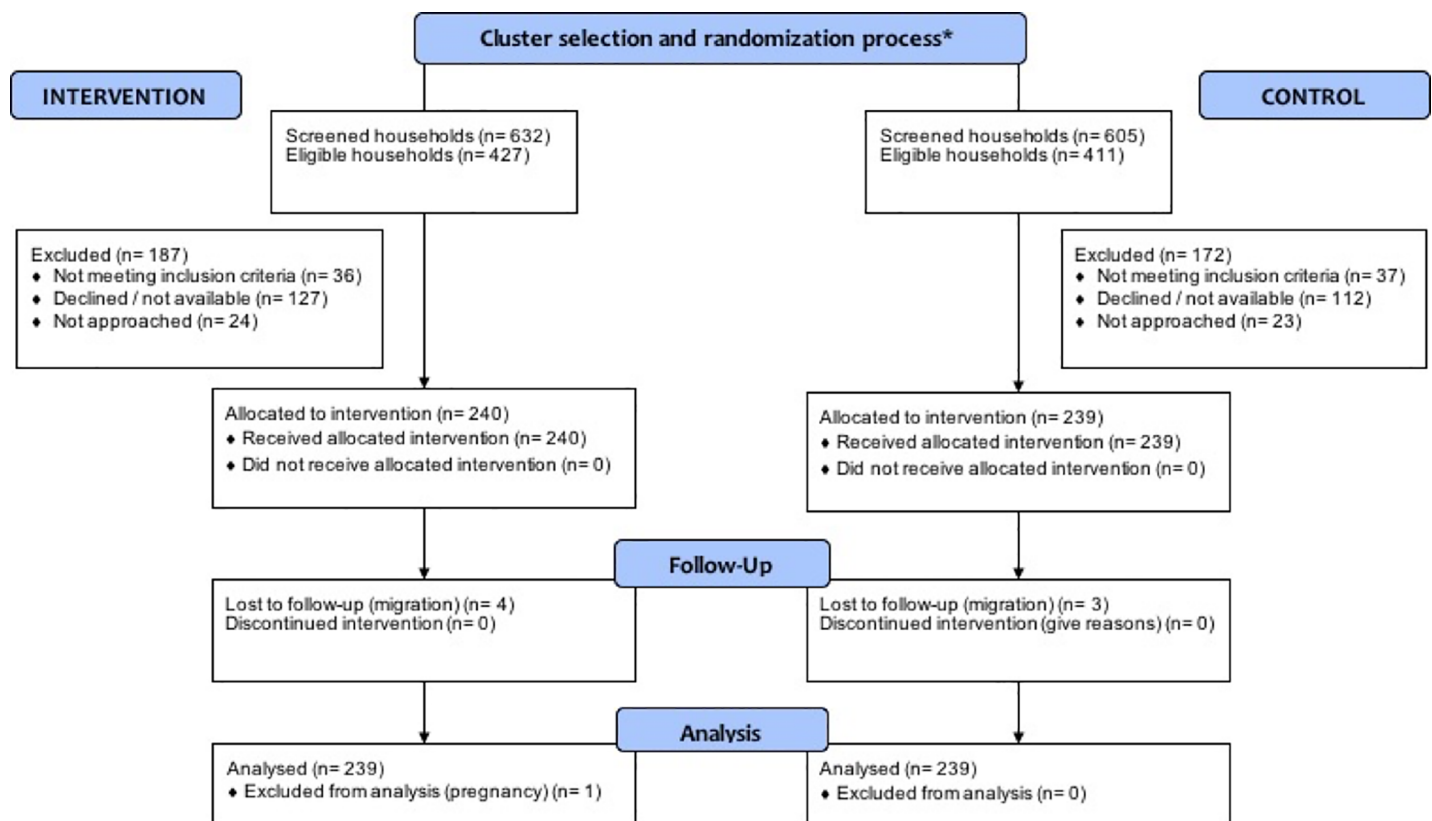 Cluster selection and randomization process*
INTERVENTION
CONTROL
Screened households (n= 632)
Eligible households (n= 427)
Screened households (n= 605)
Eligible households (n= 411)
Excluded (n= 187)
♦ Not meeting inclusion criteria (n= 36)
♦ Declined / not available (n= 127)
♦ Not approached (n= 24)
Excluded (n= 172)
♦ Not meeting inclusion criteria (n= 37)
♦ Declined / not available (n= 112)
♦ Not approached (n= 23)
Allocated to intervention (n= 240)
♦ Received allocated intervention (n= 240)
♦ Did not receive allocated intervention (n= 0)
Allocated to intervention (n= 239)
♦ Received allocated intervention (n= 239)
♦ Did not receive allocated intervention (n= 0)
Follow-Up
Lost to follow-up (migration) (n= 4)
Discontinued intervention (n= 0)
Lost to follow-up (migration) (n= 3)
Discontinued intervention (give reasons) (n= 0)
Analysis
Analysed (n= 239)
♦ Excluded from analysis (pregnancy) (n= 1)
Analysed (n= 239)
♦ Excluded from analysis (n= 0)